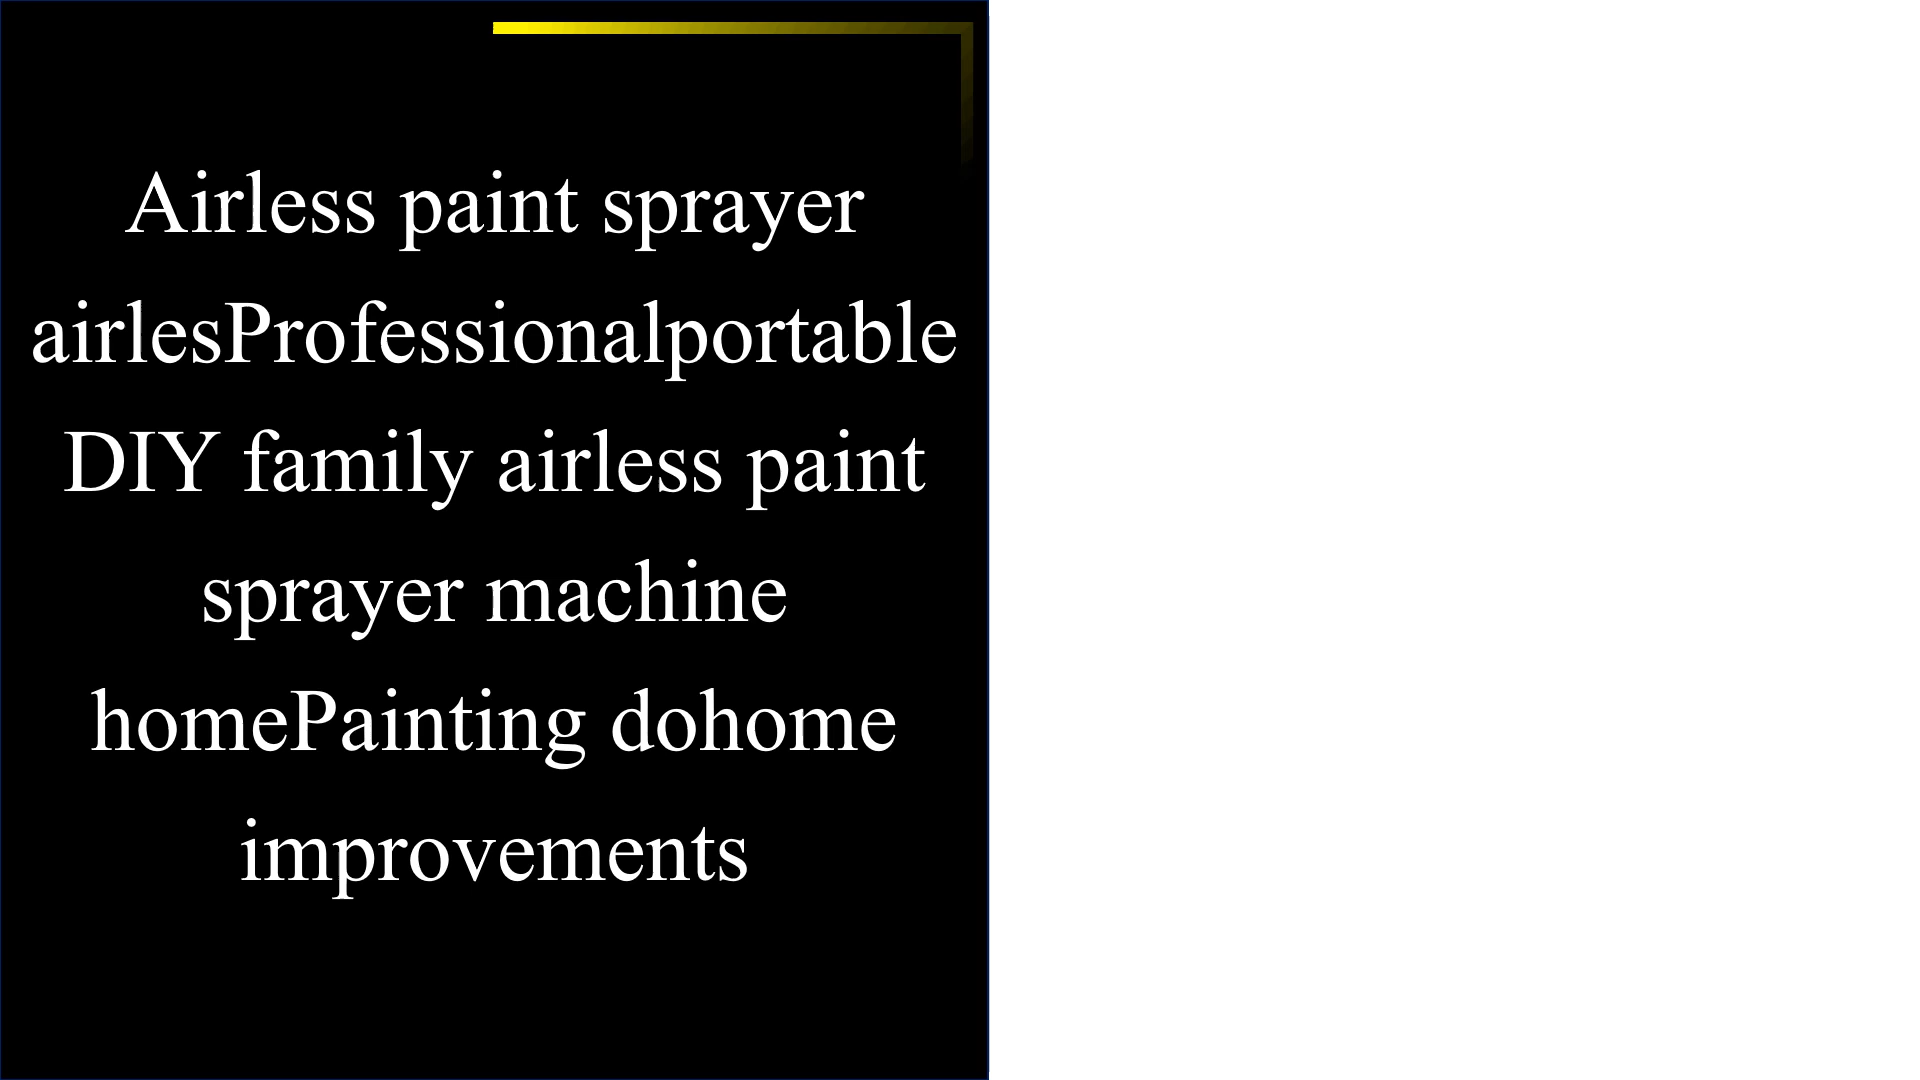 Airless paint sprayer
airlesProfessionalportable
DIY family airless paint
sprayer machine
homePainting dohome
improvements